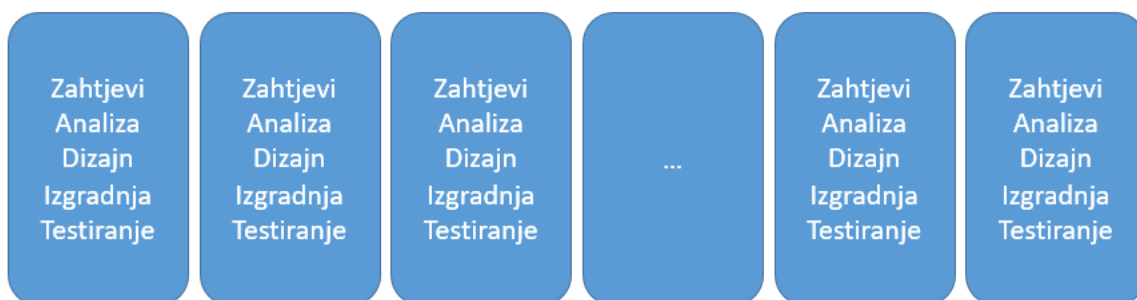 Zahtjevi
Analiza
Dizajn
Izgradnja
Testiranje
Zahtjevi
Analiza
Dizajn
Izgradnja
Testiranje
Zahtjevi
Analiza
Dizajn
Izgradnja
Testiranje
...
Zahtjevi
Analiza
Dizajn
Izgradnja
Testiranje
Zahtjevi
Analiza
Dizajn
Izgradnja
Testiranje